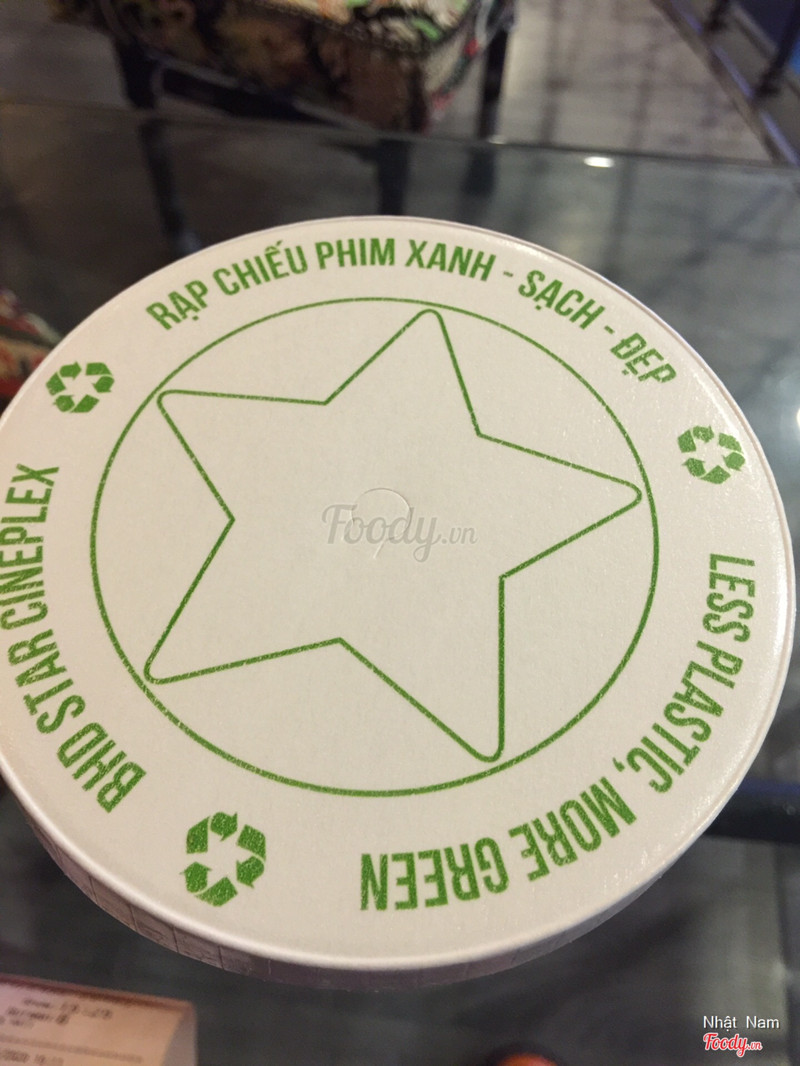 RẠP CHIẾU PHIM XANH - SẠCH - ĐẸP
LESS PLASTIC, MORE GREEN
BHD STAR CINEPLEX
Foody.vn
Nhật Nam
Foody.vn